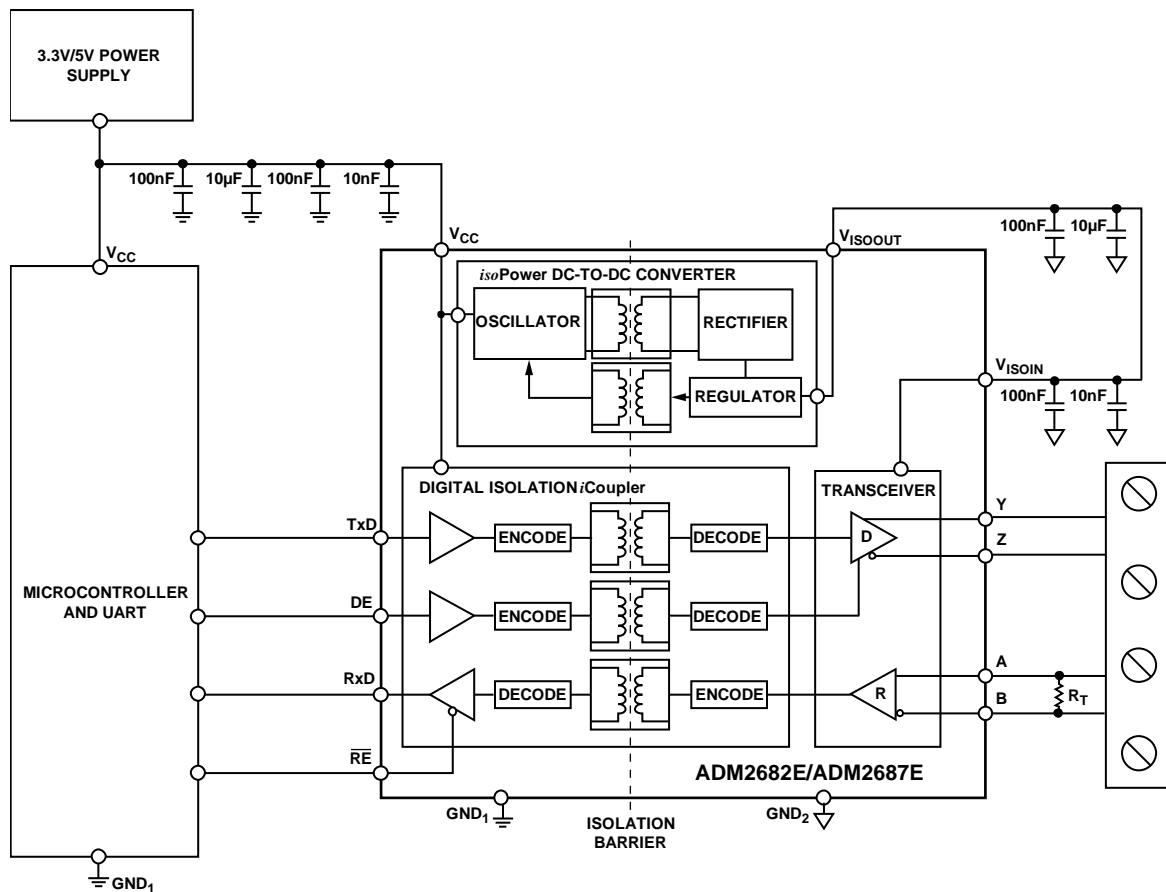 3.3V/5V POWER
SUPPLY
100nF
10µF
100nF
10nF
VCC
VCC
VISOOUT
100nF
10µF
isoPower DC-TO-DC CONVERTER
OSCILLATOR
RECTIFIER
REGULATOR
VISOIN
100nF
10nF
DIGITAL ISOLATION iCoupler
TRANSCEIVER
TxD
ENCODE
DECODE
D
Y
Z
MICROCONTROLLER
AND UART
DE
ENCODE
DECODE
RxD
DECODE
ENCODE
R
A
B
RT
RE
ADM2682E/ADM2687E
GND1
ISOLATION
BARRIER
GND2
GND1